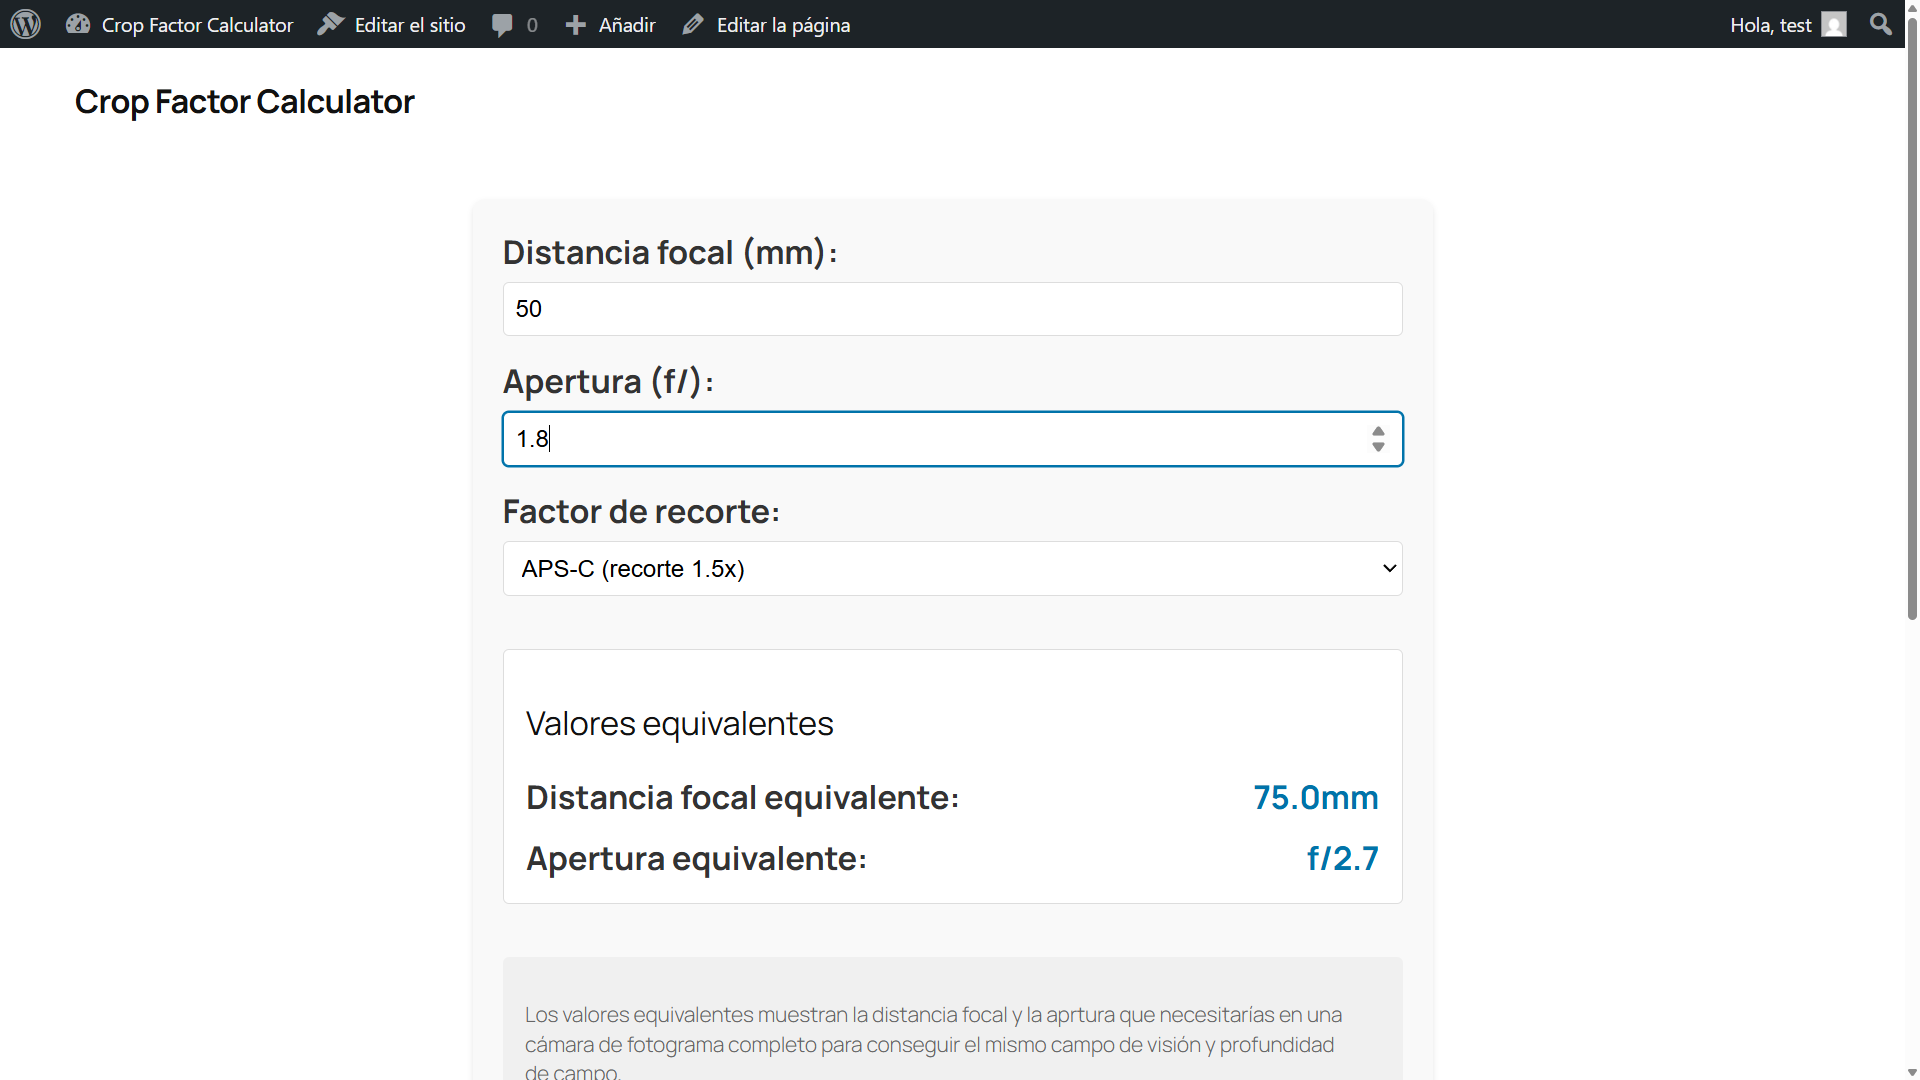 Crop Factor Calculator Editar el sitio 0 Añadir Editar la página Hola, test
Crop Factor Calculator
Distancia focal (mm):
50
Apertura (f/):
1.8
Factor de recorte:
APS-C (recorte 1.5x)
Valores equivalentes
Distancia focal equivalente: 75.0mm
Apertura equivalente: f/2.7
Los valores equivalentes muestran la distancia focal y la aprtura que necesitarías en una
cámara de fotograma completo para conseguir el mismo campo de visión y profundidad
de campo.